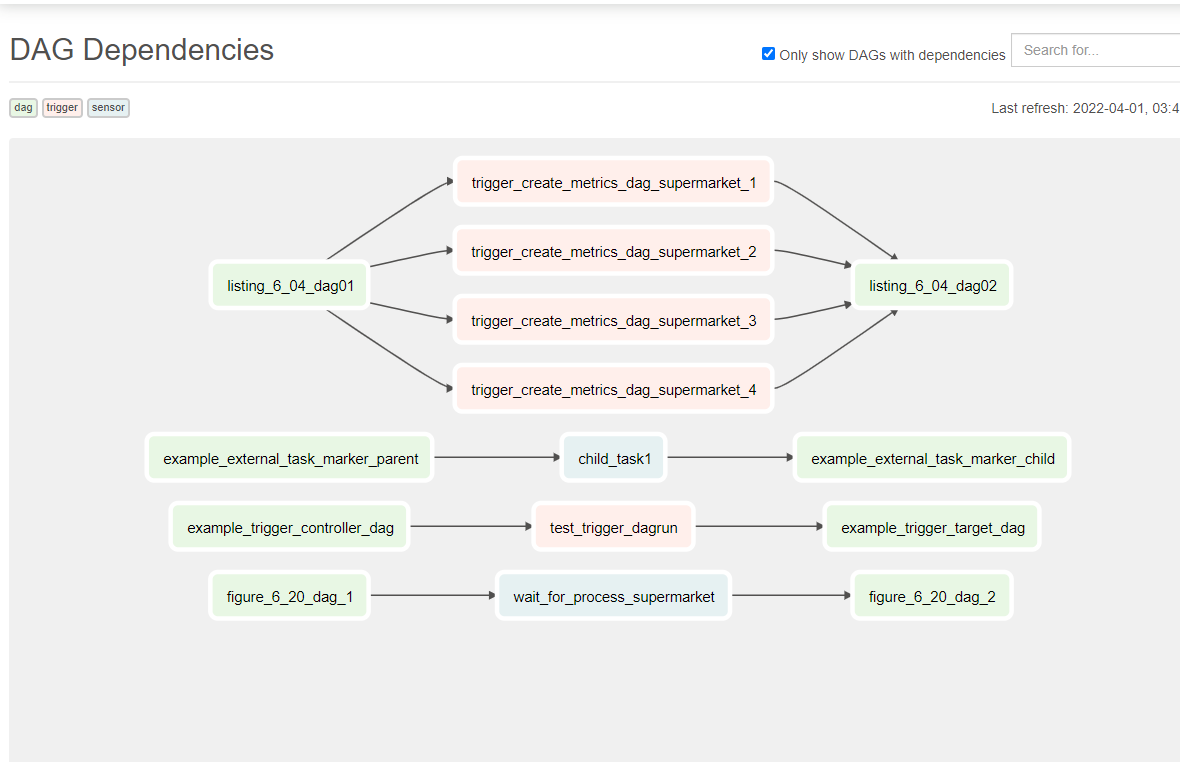 DAG Dependencies
Only show DAGs with dependencies
Search for...
dag trigger sensor
Last refresh: 2022-04-01, 03:4
trigger_create_metrics_dag_supermarket_1
trigger_create_metrics_dag_supermarket_2
listing_6_04_dag01
listing_6_04_dag02
trigger_create_metrics_dag_supermarket_3
trigger_create_metrics_dag_supermarket_4
example_external_task_marker_parent
child_task1
example_external_task_marker_child
example_trigger_controller_dag
test_trigger_dagrun
example_trigger_target_dag
figure_6_20_dag_1
wait_for_process_supermarket
figure_6_20_dag_2